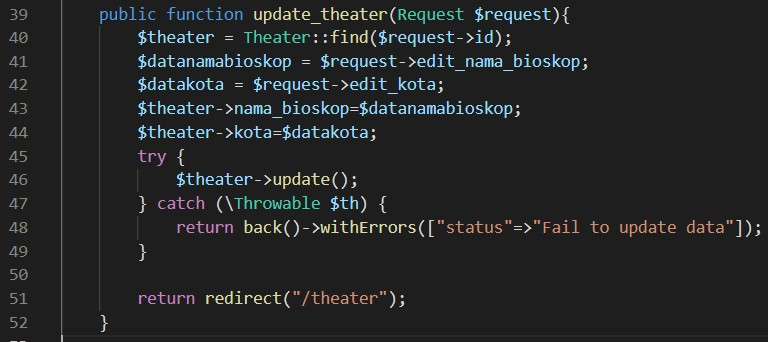 39 public function update_theater(Request $request){
40 $theater = Theater::find($request->id);
41 $datanamabioskop = $request->edit_nama_bioskop;
42 $datakota = $request->edit_kota;
43 $theater->nama_bioskop=$datanamabioskop;
44 $theater->kota=$datakota;
45 try {
46 $theater->update();
47 } catch (\Throwable $th) {
48 return back()->withErrors(["status"=>"Fail to update data"]);
49 }
50
51 return redirect("/theater");
52 }